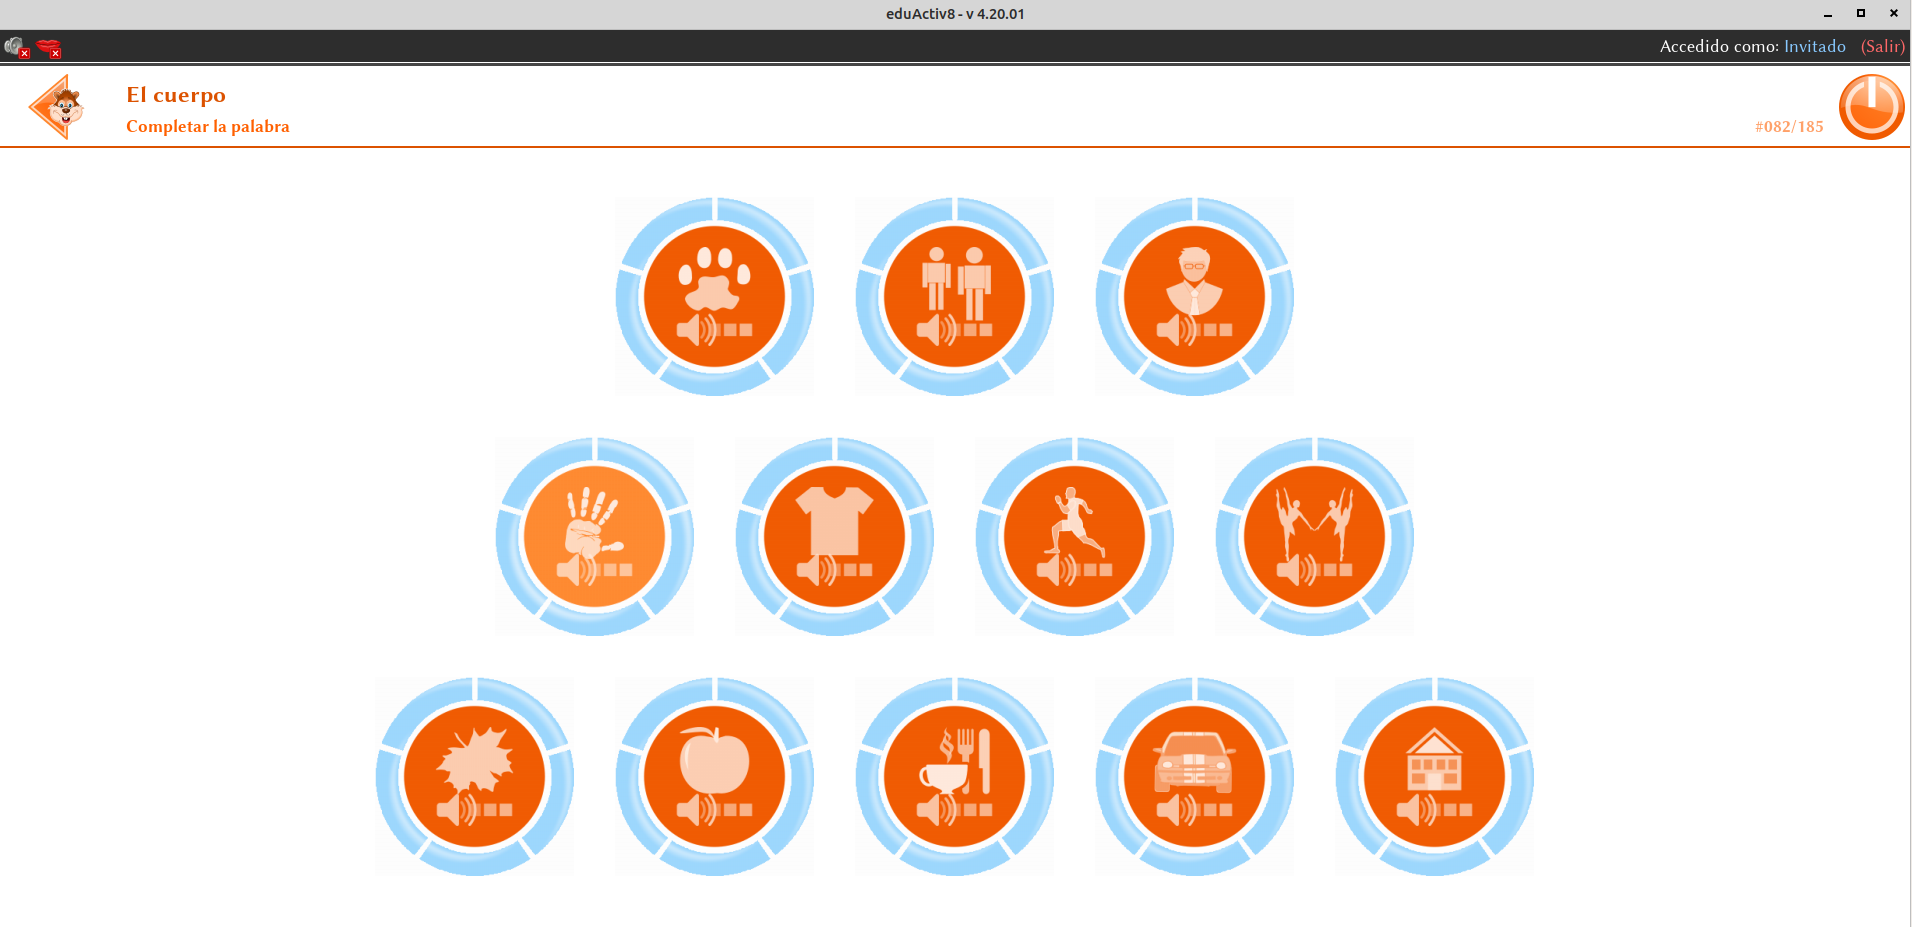 eduActiv8 - v 4.20.01
Accedido como: Invitado (Salir)
El cuerpo
Completar la palabra
#082/185